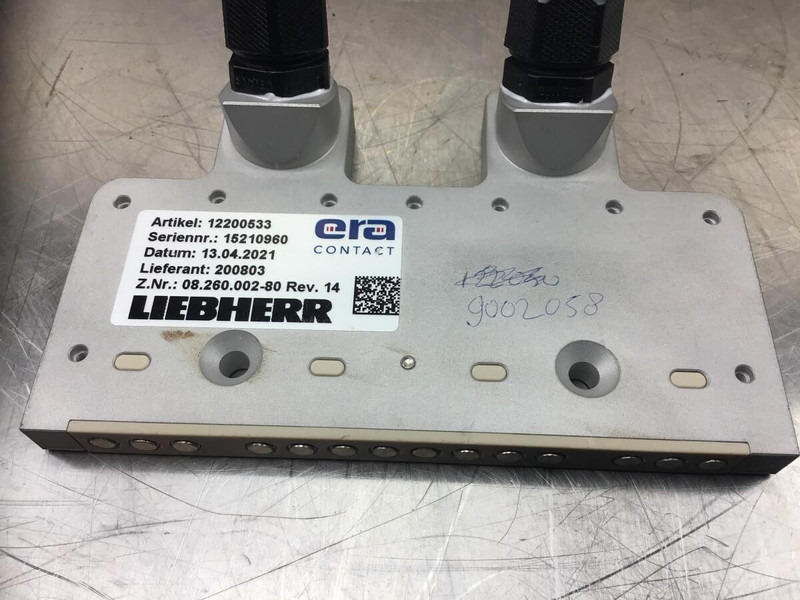 Artikel: 12200533
Seriennr.: 15210960
Datum: 13.04.2021
Lieferant: 200803
Z.Nr.: 08.260.002-80 Rev. 14
LIEBHERR
era
CONTACT
9002058